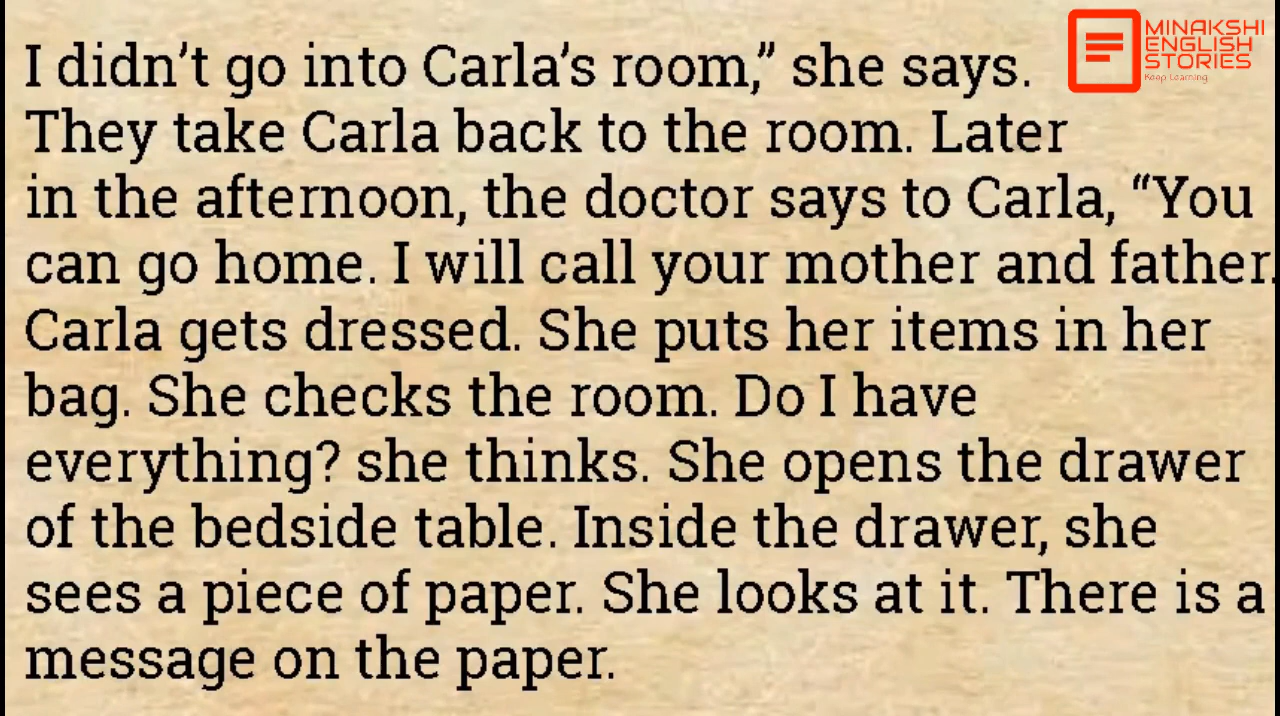 I didn’t go into Carla’s room,” she says.
They take Carla back to the room. Later
in the afternoon, the doctor says to Carla, “You
can go home. I will call your mother and father.
Carla gets dressed. She puts her items in her
bag. She checks the room. Do I have
everything? she thinks. She opens the drawer
of the bedside table. Inside the drawer, she
sees a piece of paper. She looks at it. There is a
message on the paper.
MINAKSHI
ENGLISH
STORIES
Keep Learning